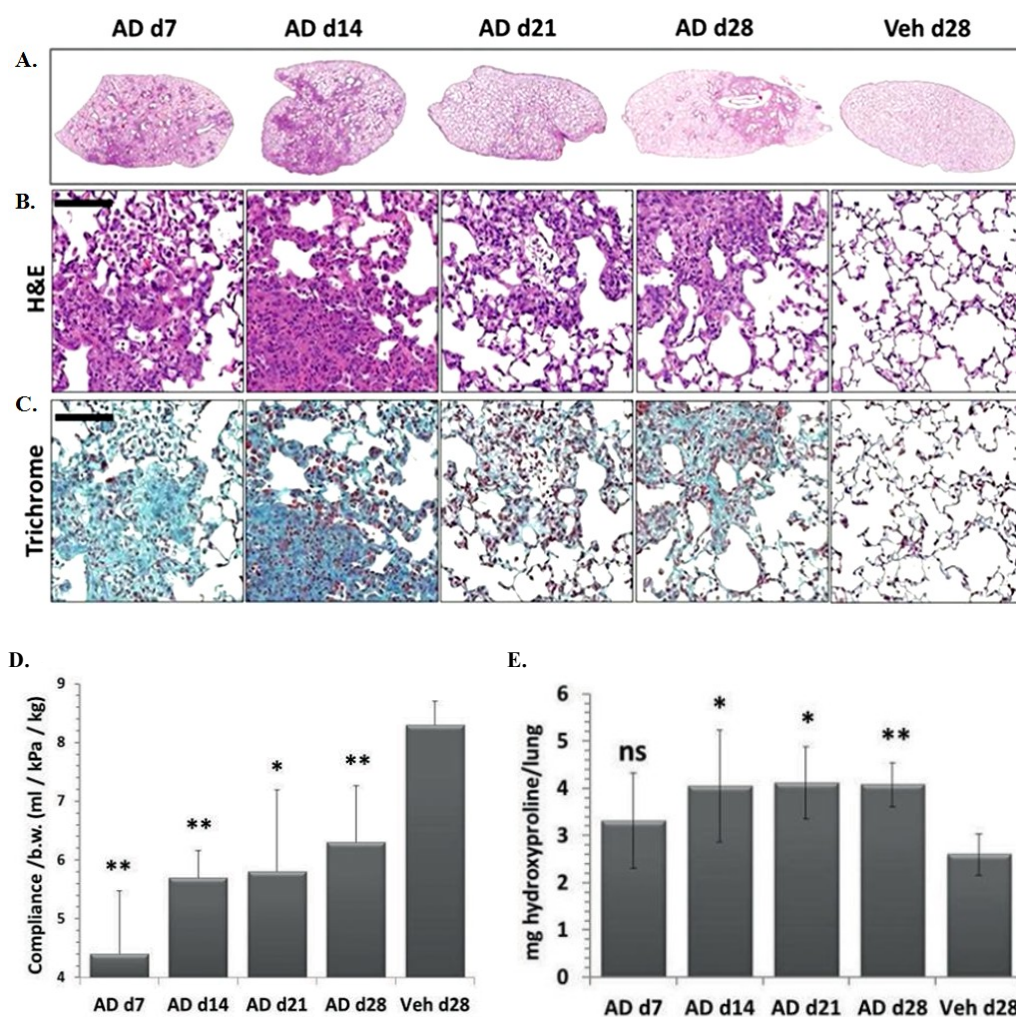 AD d7 AD d14 AD d21 AD d28 Veh d28
A.
B.
H&E
C.
Trichrome
D.
9
8
7
6
5
4
Compliance /b.w. (ml / kPa / kg)
**
**
*
**
AD d7 AD d14 AD d21 AD d28 Veh d28
E.
6
5
4
3
2
1
0
mg hydroxyproline/lung
ns
*
*
**
AD d7 AD d14 AD d21 AD d28 Veh d28